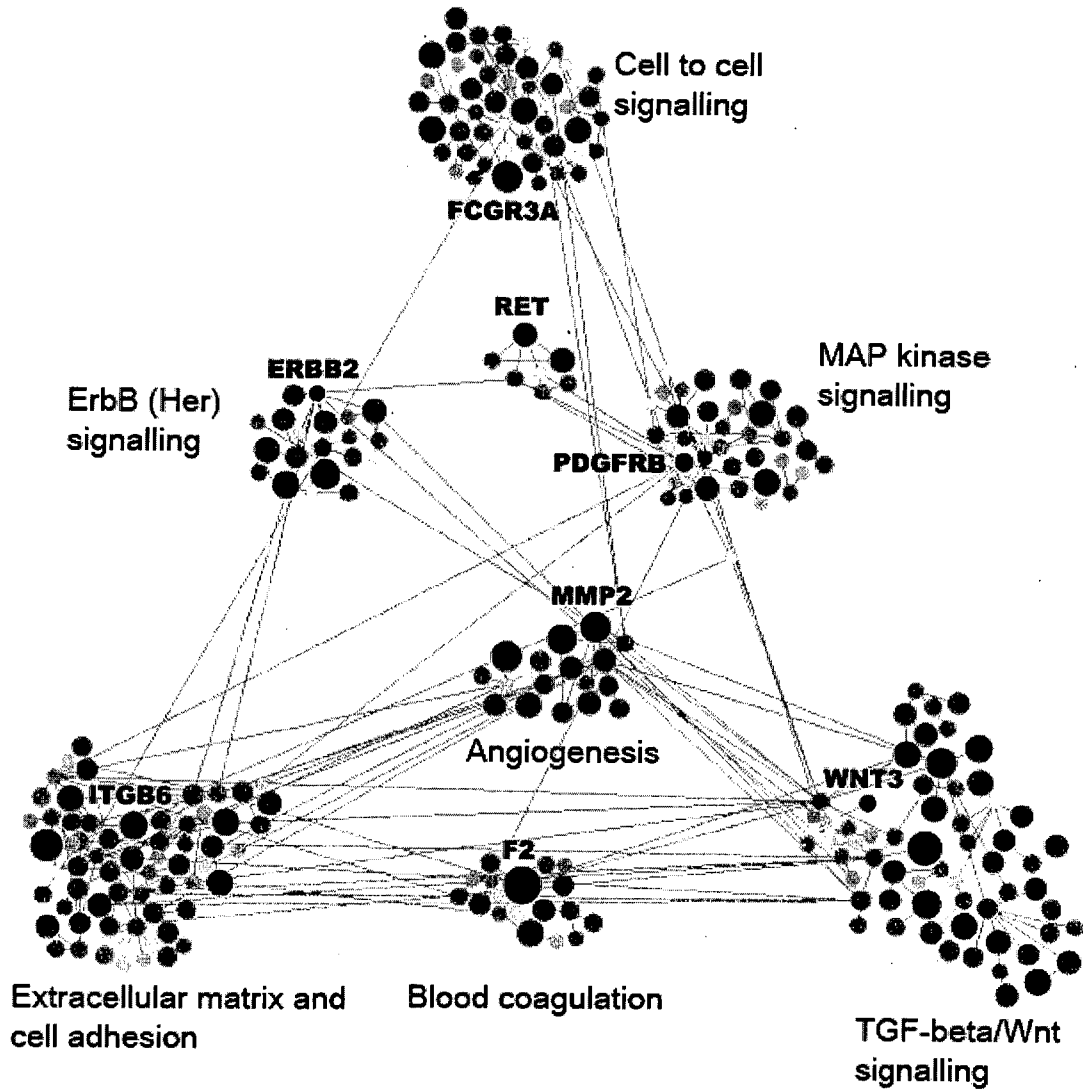 Cell to cell
signalling
FCGR3A
RET
ERBB2
MAP kinase
signalling
ErbB (Her)
signalling
PDGFRB
MMP2
Angiogenesis
WNT3
ITGB6
F2
Extracellular matrix and
cell adhesion
Blood coagulation
TGF-beta/Wnt
signalling